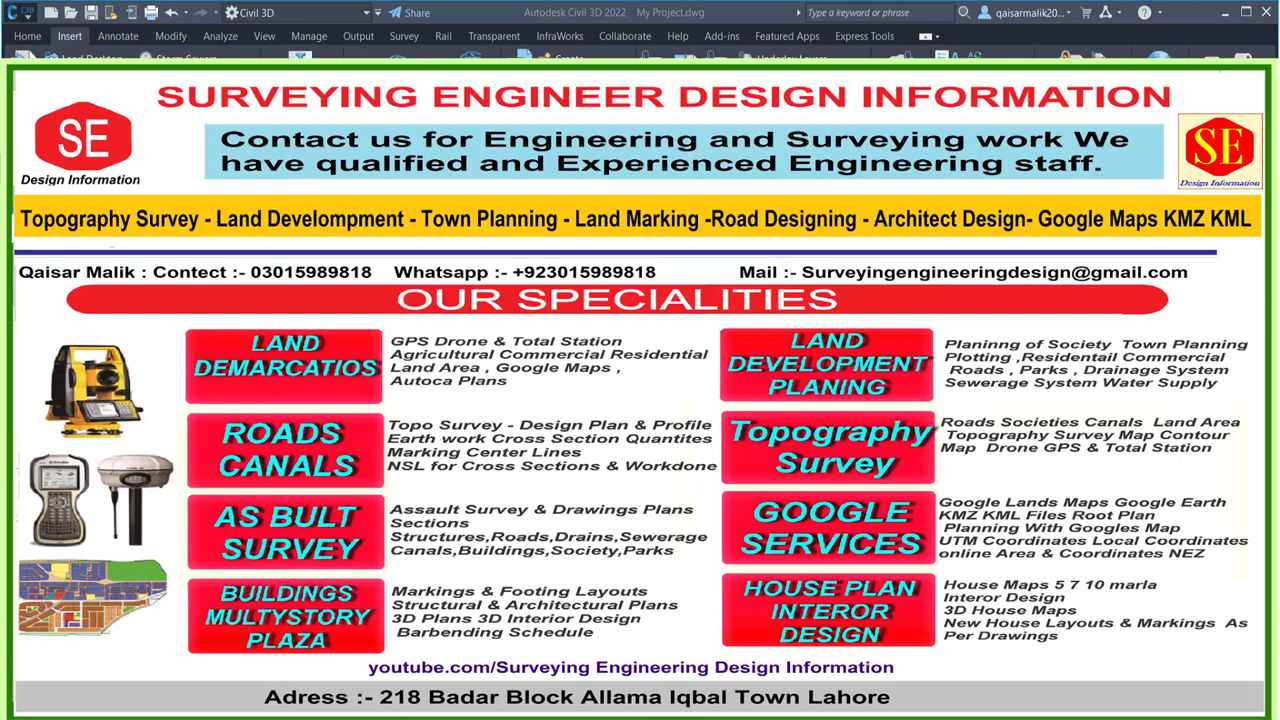 Civil 3D
Share
Autodesk Civil 3D 2022 My Project.dwg
Type a keyword or phrase
qaisarmalik20...
Home Insert Annotate Modify Analyze View Manage Output Survey Rail Transparent InfraWorks Collaborate Help Add-ins Featured Apps Express Tools
SURVEYING ENGINEER DESIGN INFORMATION
SE
Design Information
Contact us for Engineering and Surveying work We
have qualified and Experienced Engineering staff.
SE
Design Information
Topography Survey - Land Develompment - Town Planning - Land Marking -Road Designing - Architect Design- Google Maps KMZ KML
Qaisar Malik : Contect :- 03015989818 Whatsapp :- +923015989818 Mail :- Surveyingengineeringdesign@gmail.com
OUR SPECIALITIES
LAND
DEMARCATIOS
GPS Drone & Total Station
Agricultural Commercial Residential
Land Area , Google Maps ,
Autoca Plans
LAND
DEVELOPMENT
PLANING
Planinng of Society Town Planning
Plotting ,Residentail Commercial
Roads , Parks , Drainage System
Sewerage System Water Supply
ROADS
CANALS
Topo Survey - Design Plan & Profile
Earth work Cross Section Quantites
Marking Center Lines
NSL for Cross Sections & Workdone
Topography
Survey
Roads Societies Canals Land Area
Topography Survey Map Contour
Map Drone GPS & Total Station
AS BULT
SURVEY
Assault Survey & Drawings Plans
Sections
Structures,Roads,Drains,Sewerage
Canals,Buildings,Society,Parks
GOOGLE
SERVICES
Google Lands Maps Google Earth
KMZ KML Files Root Plan
Planning With Googles Map
UTM Coordinates Local Coordinates
online Area & Coordinates NEZ
BUILDINGS
MULTYSTORY
PLAZA
Markings & Footing Layouts
Structural & Architectural Plans
3D Plans 3D Interior Design
Barbending Schedule
HOUSE PLAN
INTEROR
DESIGN
House Maps 5 7 10 marla
Interor Design
3D House Maps
New House Layouts & Markings As
Per Drawings
youtube.com/Surveying Engineering Design Information
Adress :- 218 Badar Block Allama Iqbal Town Lahore